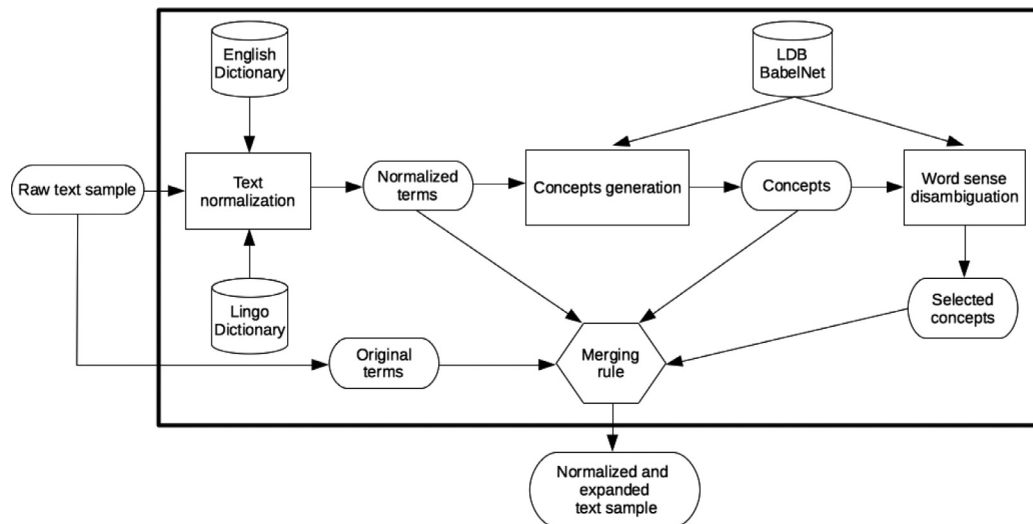 English
Dictionary
LDB
BabelNet
Raw text sample
Text
normalization
Normalized
terms
Concepts generation
Concepts
Word sense
disambiguation
Lingo
Dictionary
Original
terms
Merging
rule
Selected
concepts
Normalized and
expanded
text sample